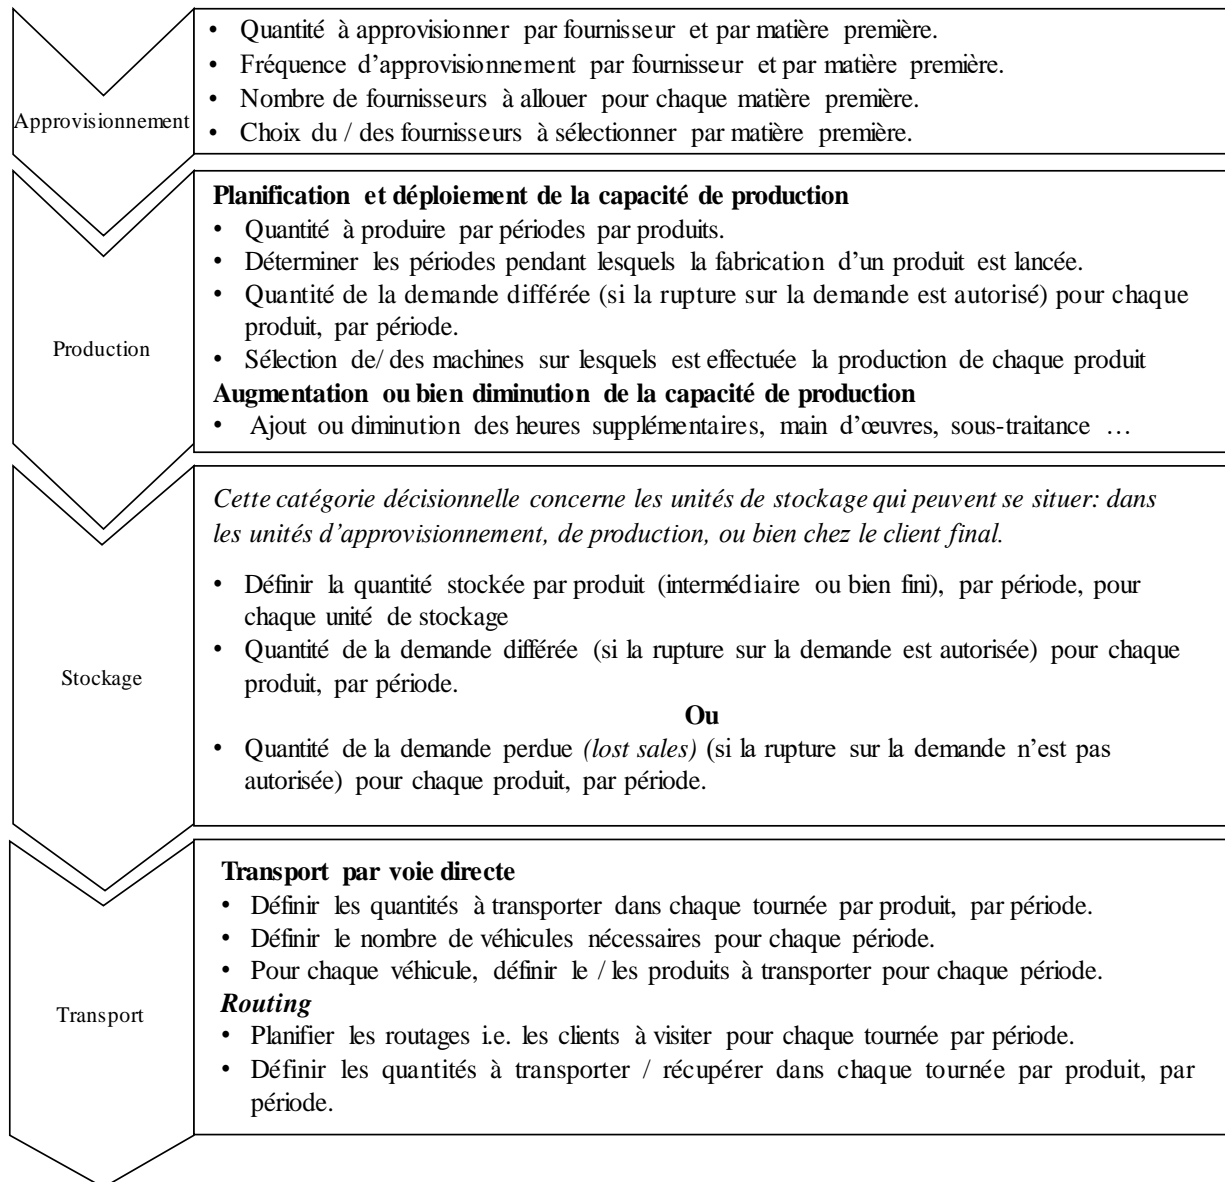 Approvisionnement
• Quantité à approvisionner par fournisseur et par matière première.
• Fréquence d’approvisionnement par fournisseur et par matière première.
• Nombre de fournisseurs à allouer pour chaque matière première.
• Choix du / des fournisseurs à sélectionner par matière première.
Production
Planification et déploiement de la capacité de production
• Quantité à produire par périodes par produits.
• Déterminer les périodes pendant lesquels la fabrication d’un produit est lancée.
• Quantité de la demande différée (si la rupture sur la demande est autorisé) pour chaque
produit, par période.
• Sélection de/ des machines sur lesquels est effectuée la production de chaque produit
Augmentation ou bien diminution de la capacité de production
• Ajout ou diminution des heures supplémentaires, main d’œuvres, sous-traitance …
Stockage
Cette catégorie décisionnelle concerne les unités de stockage qui peuvent se situer: dans
les unités d’approvisionnement, de production, ou bien chez le client final.
• Définir la quantité stockée par produit (intermédiaire ou bien fini), par période, pour
chaque unité de stockage
• Quantité de la demande différée (si la rupture sur la demande est autorisée) pour chaque
produit, par période.
Ou
• Quantité de la demande perdue (lost sales) (si la rupture sur la demande n’est pas
autorisée) pour chaque produit, par période.
Transport
Transport par voie directe
• Définir les quantités à transporter dans chaque tournée par produit, par période.
• Définir le nombre de véhicules nécessaires pour chaque période.
• Pour chaque véhicule, définir le / les produits à transporter pour chaque période.
Routing
• Planifier les routages i.e. les clients à visiter pour chaque tournée par période.
• Définir les quantités à transporter / récupérer dans chaque tournée par produit, par
période.